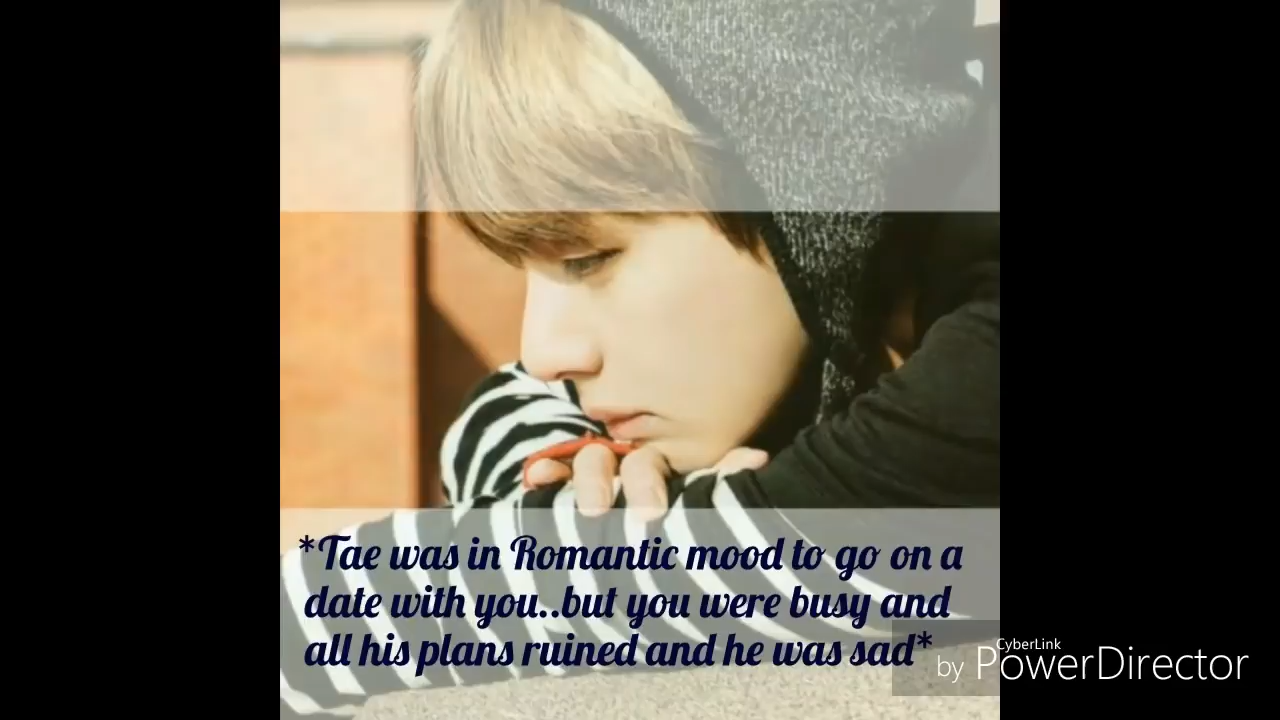 *Tae was in Romantic mood to go on a
date with you..but you were busy and
all his plans ruined and he was sad*
CyberLink
by PowerDirector